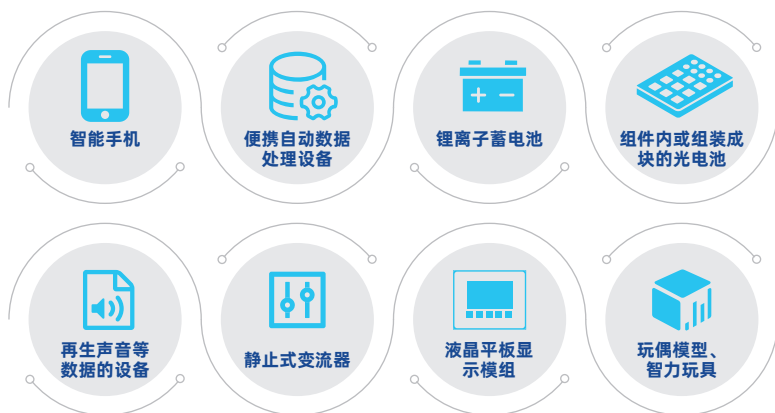 智能手机
便携自动数据
处理设备
锂离子蓄电池
组件内或组装成
块的光电池
再生声音等
数据的设备
静止式变流器
液晶平板显
示模组
玩偶模型、
智力玩具